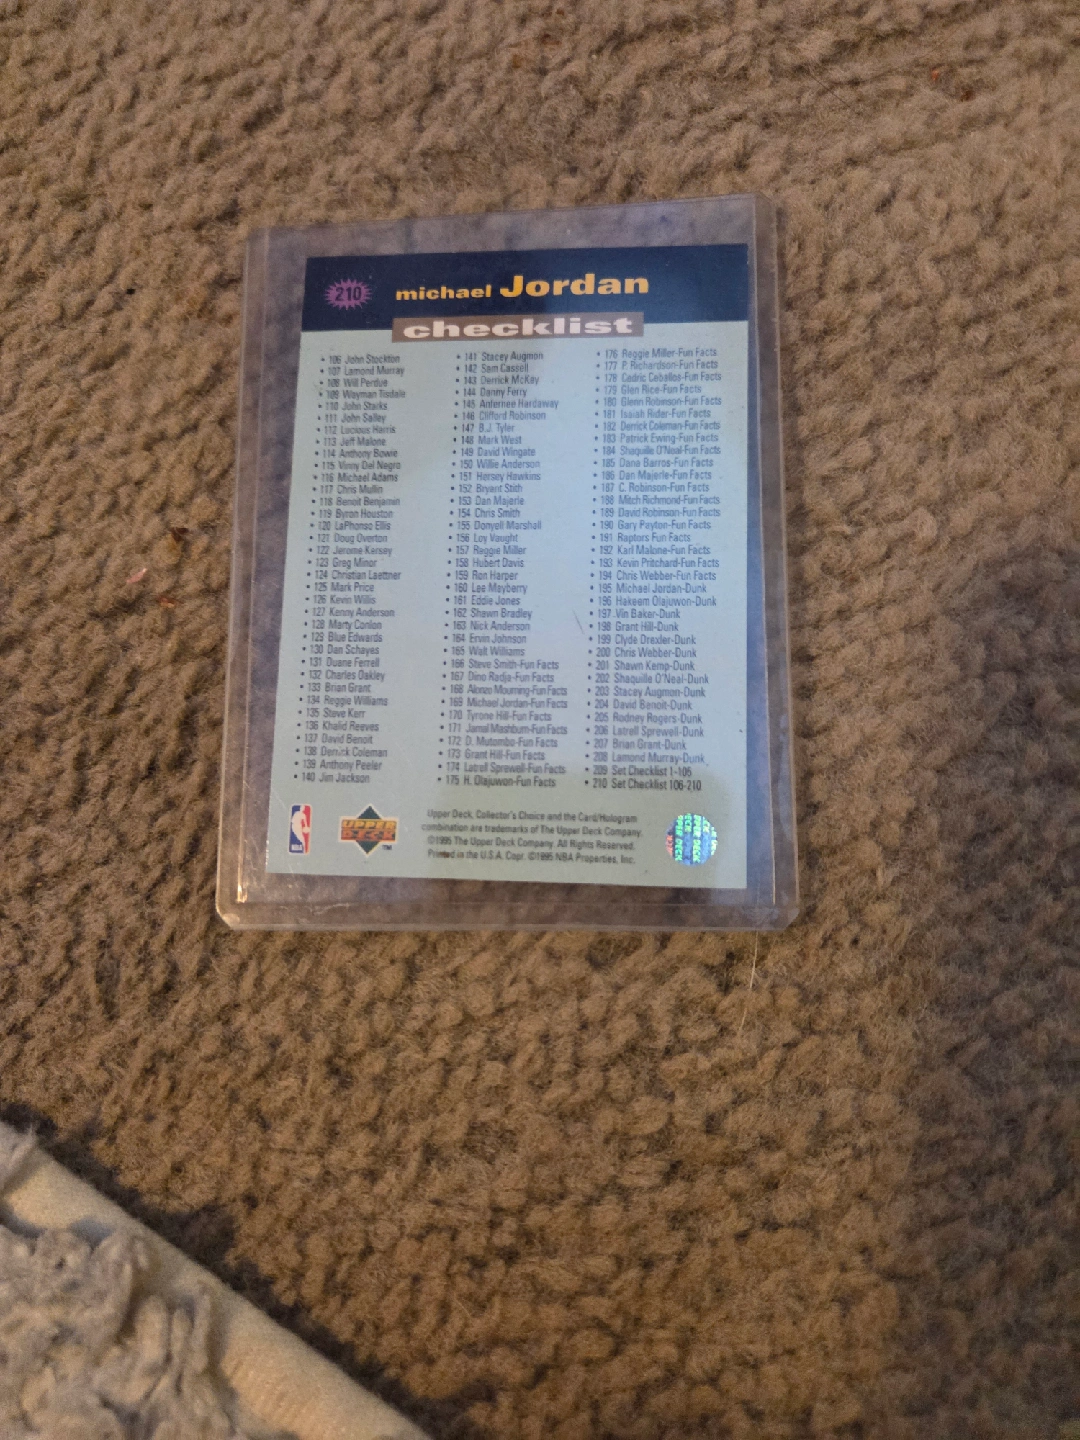 210
michael Jordan
checklist
• 106 John Stockton
• 107 Lamond Murray
• 108 Will Perdue
• 109 Wayman Tisdale
• 110 John Starks
• 111 John Salley
• 112 Lucious Harris
• 113 Jeff Malone
• 114 Anthony Bowie
• 115 Vinny Del Negro
• 116 Michael Adams
• 117 Chris Mullin
• 118 Benoit Benjamin
• 119 Byron Houston
• 120 LaPhonso Ellis
• 121 Doug Overton
• 122 Jerome Kersey
• 123 Greg Minor
• 124 Christian Laettner
• 125 Mark Price
• 126 Kevin Willis
• 127 Kenny Anderson
• 128 Marty Conlon
• 129 Blue Edwards
• 130 Dan Schayes
• 131 Duane Ferrell
• 132 Charles Oakley
• 133 Brian Grant
• 134 Reggie Williams
• 135 Steve Kerr
• 136 Khalid Reeves
• 137 David Benoit
• 138 Derrick Coleman
• 139 Anthony Peeler
• 140 Jim Jackson
• 141 Stacey Augmon
• 142 Sam Cassell
• 143 Derrick McKey
• 144 Danny Ferry
• 145 Anfernee Hardaway
• 146 Clifford Robinson
• 147 B.J. Tyler
• 148 Mark West
• 149 David Wingate
• 150 Willie Anderson
• 151 Hersey Hawkins
• 152 Bryant Stith
• 153 Dan Majerle
• 154 Chris Smith
• 155 Donyell Marshall
• 156 Loy Vaught
• 157 Reggie Miller
• 158 Hubert Davis
• 159 Ron Harper
• 160 Lee Mayberry
• 161 Eddie Jones
• 162 Shawn Bradley
• 163 Nick Anderson
• 164 Ervin Johnson
• 165 Walt Williams
• 166 Steve Smith-Fun Facts
• 167 Dino Radja-Fun Facts
• 168 Alonzo Mourning-Fun Facts
• 169 Michael Jordan-Fun Facts
• 170 Tyrone Hill-Fun Facts
• 171 Jamal Mashburn-Fun Facts
• 172 D. Mutombo-Fun Facts
• 173 Grant Hill-Fun Facts
• 174 Latrell Sprewell-Fun Facts
• 175 H. Olajuwon-Fun Facts
• 176 Reggie Miller-Fun Facts
• 177 P. Richardson-Fun Facts
• 178 Cedric Ceballos-Fun Facts
• 179 Glen Rice-Fun Facts
• 180 Glenn Robinson-Fun Facts
• 181 Isaiah Rider-Fun Facts
• 182 Derrick Coleman-Fun Facts
• 183 Patrick Ewing-Fun Facts
• 184 Shaquille O'Neal-Fun Facts
• 185 Dana Barros-Fun Facts
• 186 Dan Majerle-Fun Facts
• 187 C. Robinson-Fun Facts
• 188 Mitch Richmond-Fun Facts
• 189 David Robinson-Fun Facts
• 190 Gary Payton-Fun Facts
• 191 Raptors Fun Facts
• 192 Karl Malone-Fun Facts
• 193 Kevin Pritchard-Fun Facts
• 194 Chris Webber-Fun Facts
• 195 Michael Jordan-Dunk
• 196 Hakeem Olajuwon-Dunk
• 197 Vin Baker-Dunk
• 198 Grant Hill-Dunk
• 199 Clyde Drexler-Dunk
• 200 Chris Webber-Dunk
• 201 Shawn Kemp-Dunk
• 202 Shaquille O'Neal-Dunk
• 203 Stacey Augmon-Dunk
• 204 David Benoit-Dunk
• 205 Rodney Rogers-Dunk
• 206 Latrell Sprewell-Dunk
• 207 Brian Grant-Dunk
• 208 Lamond Murray-Dunk
• 209 Set Checklist 1-105
• 210 Set Checklist 106-210
NBA
UPPER
DECK
TM
Upper Deck, Collector's Choice and the Card/Hologram
combination are trademarks of The Upper Deck Company.
©1995 The Upper Deck Company. All Rights Reserved.
Printed in the U.S.A. Copr. ©1995 NBA Properties, Inc.